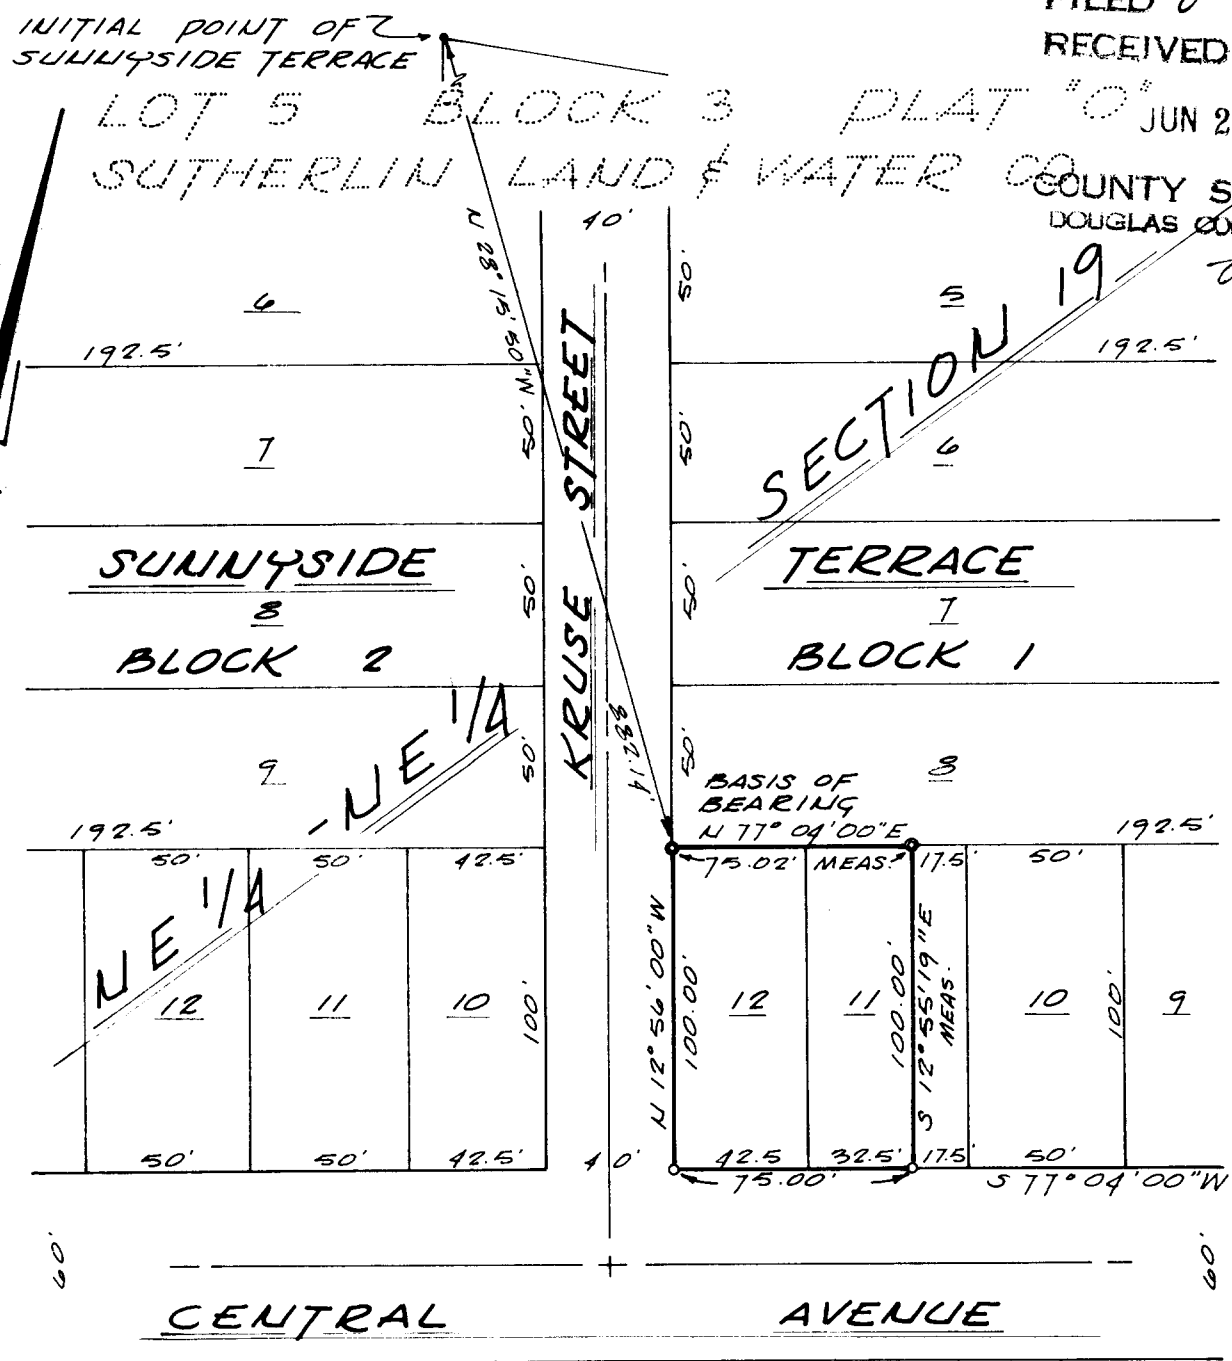 INITIAL POINT OF
SUNNYSIDE TERRACE
FILED
RECEIVED
JUN 2
COUNTY S
DOUGLAS COU
LOT 5 BLOCK 3 PLAT "O"
SUTHERLIN LAND & WATER CO.
40'
N 28° 15' 50" W
882.14'
KRUSE STREET
SECTION 19
6
5
50'
192.5'
192.5'
7
50'
50'
6
SUNNYSIDE
TERRACE
8
50'
50'
7
BLOCK 2
BLOCK 1
NE 1/4 - NE 1/4
9
50'
50'
8
BASIS OF
BEARING
N 77° 04' 00" E
192.5'
192.5'
50'
50'
42.5'
75.02' MEAS.
17.5'
50'
N 12° 56' 00" W
100.00'
100.00'
S 12° 55' 19" E
MEAS.
12
11
10
100'
12
11
10
100'
9
50'
50'
42.5'
40'
42.5
32.5'
17.5'
50'
75.00'
S 77° 04' 00" W
60'
60'
CENTRAL AVENUE